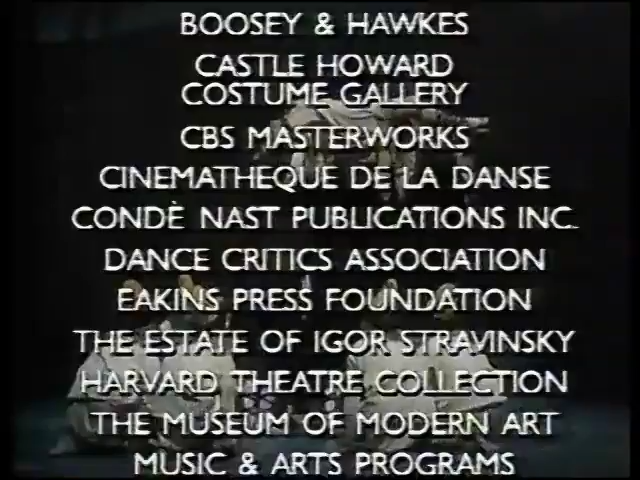 BOOSEY & HAWKES
CASTLE HOWARD
COSTUME GALLERY
CBS MASTERWORKS
CINEMATHEQUE DE LA DANSE
CONDÈ NAST PUBLICATIONS INC.
DANCE CRITICS ASSOCIATION
EAKINS PRESS FOUNDATION
THE ESTATE OF IGOR STRAVINSKY
HARVARD THEATRE COLLECTION
THE MUSEUM OF MODERN ART
MUSIC & ARTS PROGRAMS